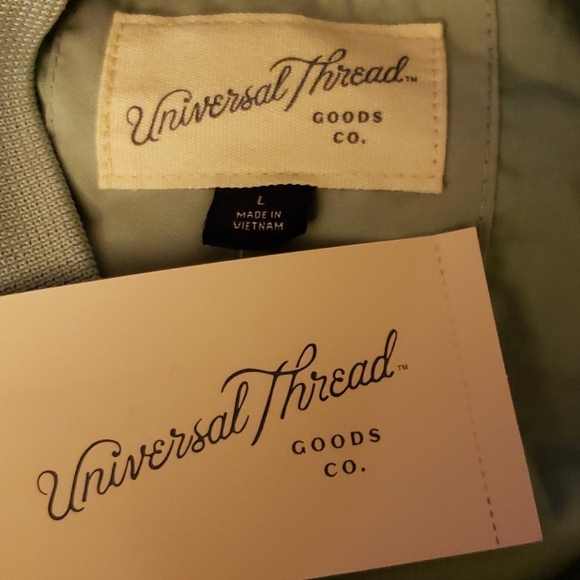 Universal Thread™
GOODS
CO.
L
MADE IN
VIETNAM
Universal Thread™
GOODS
CO.